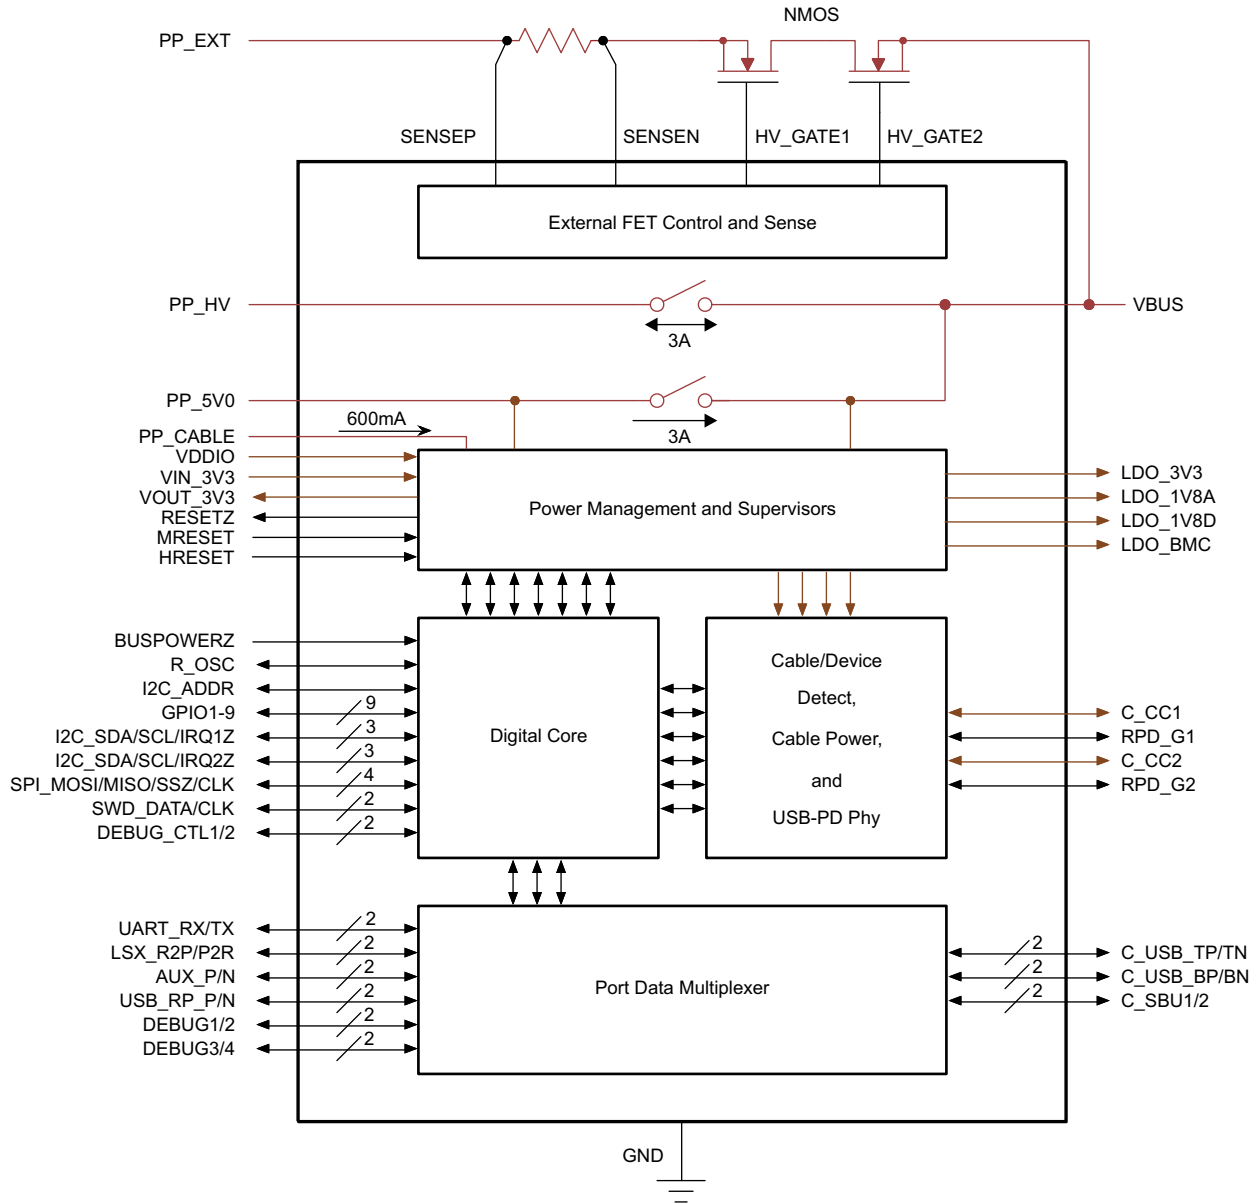 NMOS
PP_EXT
SENSEP
SENSEN
HV_GATE1
HV_GATE2
External FET Control and Sense
PP_HV
VBUS
3A
PP_5V0
600mA
3A
PP_CABLE
VDDIO
VIN_3V3
VOUT_3V3
RESETZ
MRESET
HRESET
Power Management and Supervisors
LDO_3V3
LDO_1V8A
LDO_1V8D
LDO_BMC
BUSPOWERZ
R_OSC
I2C_ADDR
GPIO1-9
9
I2C_SDA/SCL/IRQ1Z
3
I2C_SDA/SCL/IRQ2Z
3
SPI_MOSI/MISO/SSZ/CLK
4
SWD_DATA/CLK
2
DEBUG_CTL1/2
2
Digital Core
Cable/Device
Detect,
Cable Power,
and
USB-PD Phy
C_CC1
RPD_G1
C_CC2
RPD_G2
UART_RX/TX
2
LSX_R2P/P2R
2
AUX_P/N
2
USB_RP_P/N
2
DEBUG1/2
2
DEBUG3/4
2
Port Data Multiplexer
2
C_USB_TP/TN
2
C_USB_BP/BN
2
C_SBU1/2
GND